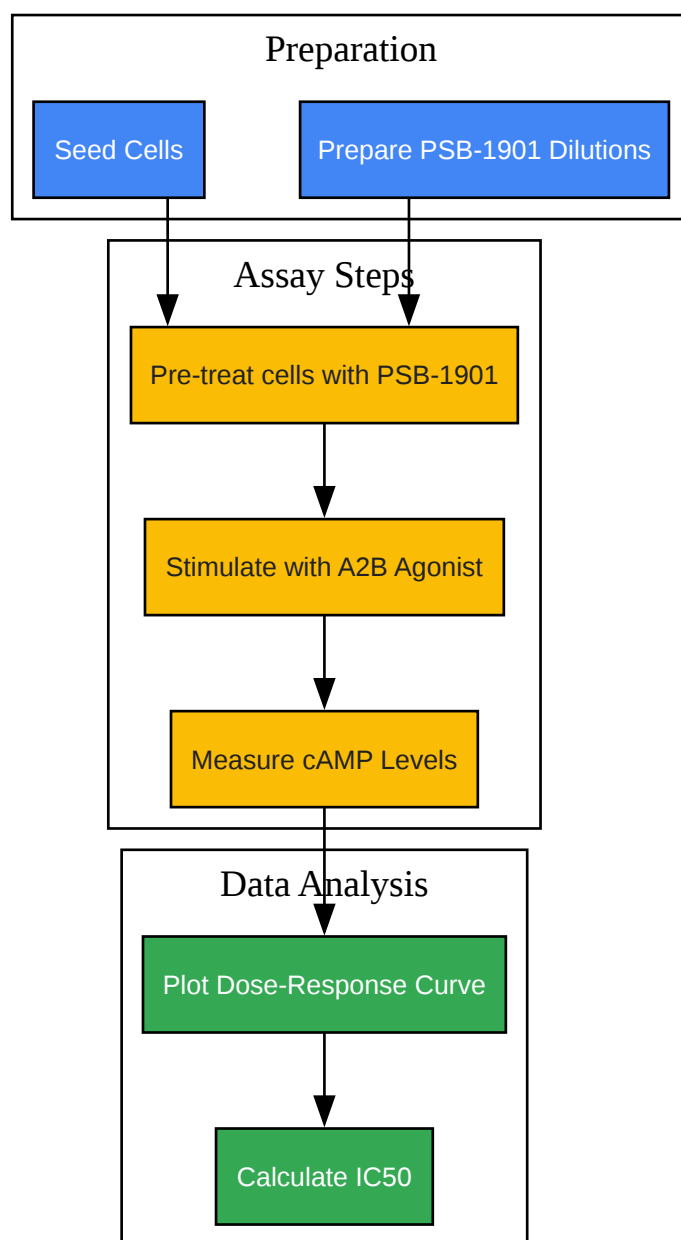 Preparation
Seed Cells
Prepare PSB-1901 Dilutions
Assay Steps
Pre-treat cells with PSB-1901
Stimulate with A2B Agonist
Measure cAMP Levels
Data Analysis
Plot Dose-Response Curve
Calculate IC50